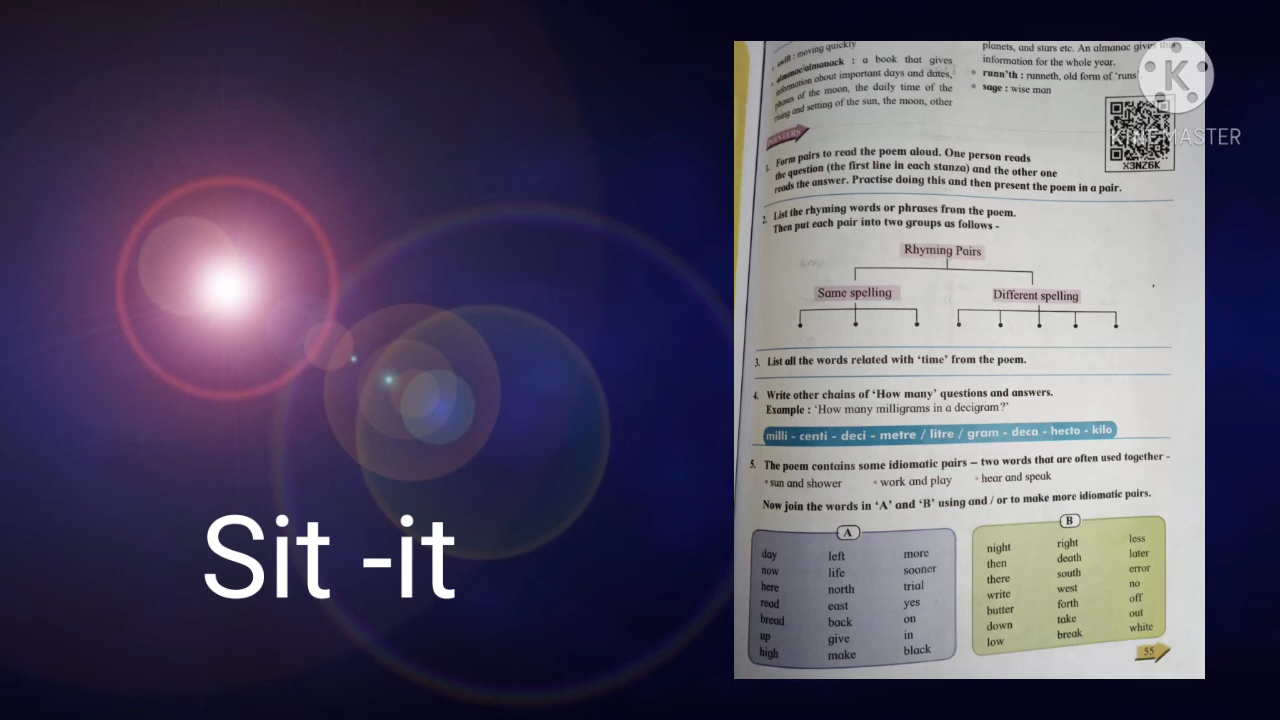 Sit -it
swift : moving quickly
almanac/almanack : a book that gives
information about important days and dates,
phases of the moon, the daily time of the
rising and setting of the sun, the moon, other
planets, and stars etc. An almanac gives this
information for the whole year.
runn'th : runneth, old form of 'runs'
sage : wise man
K
KINEMASTER
X3NZ6K
POINTERS
1. Form pairs to read the poem aloud. One person reads
the question (the first line in each stanza) and the other one
reads the answer. Practise doing this and then present the poem in a pair.
2. List the rhyming words or phrases from the poem.
Then put each pair into two groups as follows -
Rhyming Pairs
Same spelling
Different spelling
3. List all the words related with 'time' from the poem.
4. Write other chains of 'How many' questions and answers.
Example : 'How many milligrams in a decigram?'
milli - centi - deci - metre / litre / gram - deca - hecto - kilo
5. The poem contains some idiomatic pairs – two words that are often used together -
* sun and shower * work and play * hear and speak
Now join the words in 'A' and 'B' using and / or to make more idiomatic pairs.
A
day left more
now life sooner
here north trial
read east yes
bread back on
up give in
high make black
B
night right less
then death later
there south error
write west no
butter forth off
down take out
low break white
55